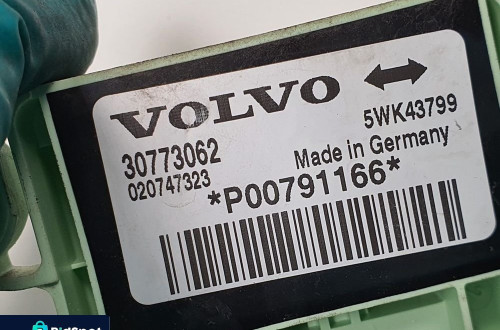 VOLVO
30773062
020747323
5WK43799
Made in Germany
*P00791166*